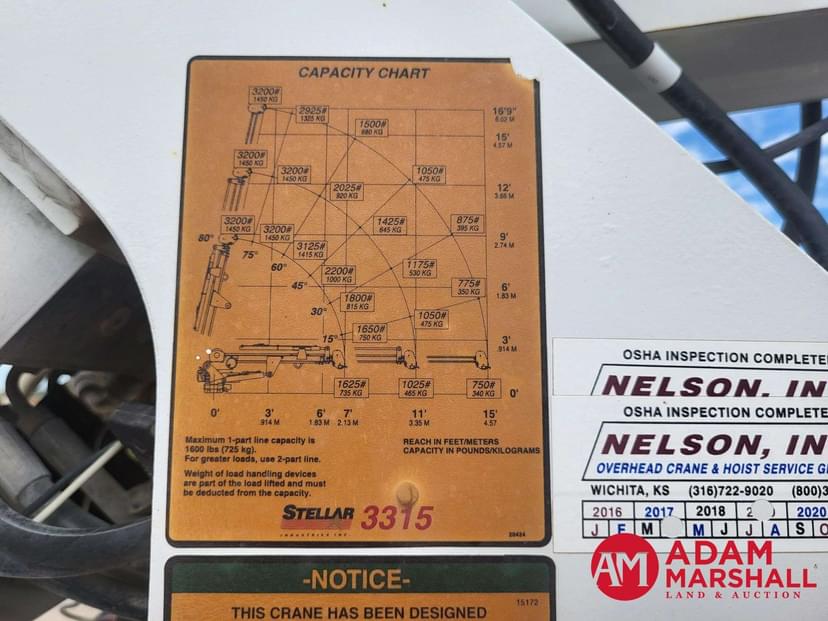 CAPACITY CHART
3200#
1450 KG
2925#
1325 KG
1500#
680 KG
16'9"
5.02 M
15'
4.57 M
3200#
1450 KG
3200#
1450 KG
1050#
475 KG
12'
3.66 M
2025#
920 KG
3200#
1450 KG
3200#
1450 KG
1425#
645 KG
875#
395 KG
9'
2.74 M
80°
75°
3125#
1415 KG
60°
2200#
1000 KG
1175#
530 KG
45°
775#
350 KG
6'
1.83 M
1800#
815 KG
30°
1050#
475 KG
1650#
750 KG
15°
3'
.914 M
1625#
735 KG
1025#
465 KG
750#
340 KG
0'
0' 3' 6' 7' 11' 15'
.914 M 1.83 M 2.13 M 3.35 M 4.57
Maximum 1-part line capacity is
1600 lbs (725 kg).
For greater loads, use 2-part line.
REACH IN FEET/METERS
CAPACITY IN POUNDS/KILOGRAMS
Weight of load handling devices
are part of the load lifted and must
be deducted from the capacity.
STELLAR 3315
INDUSTRIES INC
-NOTICE-
15172
THIS CRANE HAS BEEN DESIGNED
OSHA INSPECTION COMPLETE
NELSON, IN
OSHA INSPECTION COMPLETE
NELSON, IN
OVERHEAD CRANE & HOIST SERVICE
WICHITA, KS (316)722-9020 (800)3
2016 2017 2018 2020
J F M M J J A S O
AM ADAM
MARSHALL
LAND & AUCTION